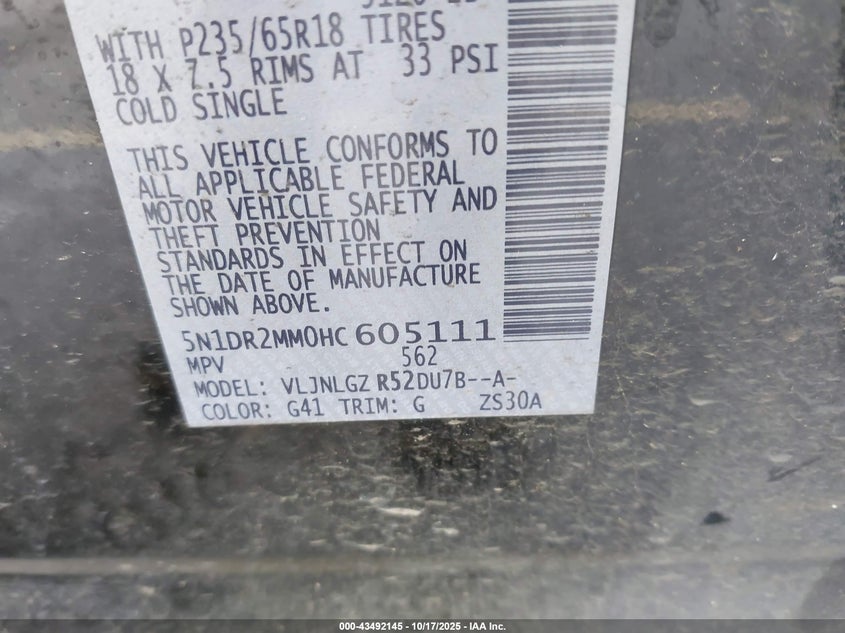 WITH P235/65R18 TIRES
18 X 7.5 RIMS AT 33 PSI
COLD SINGLE
THIS VEHICLE CONFORMS TO
ALL APPLICABLE FEDERAL
MOTOR VEHICLE SAFETY AND
THEFT PREVENTION
STANDARDS IN EFFECT ON
THE DATE OF MANUFACTURE
SHOWN ABOVE.
5N1DR2MM0HC605111
MPV 562
MODEL: VLJNLGZ R52DU7B--A-
COLOR: G41 TRIM: G ZS30A
000-43492145 - 10/17/2025 - IAA Inc.